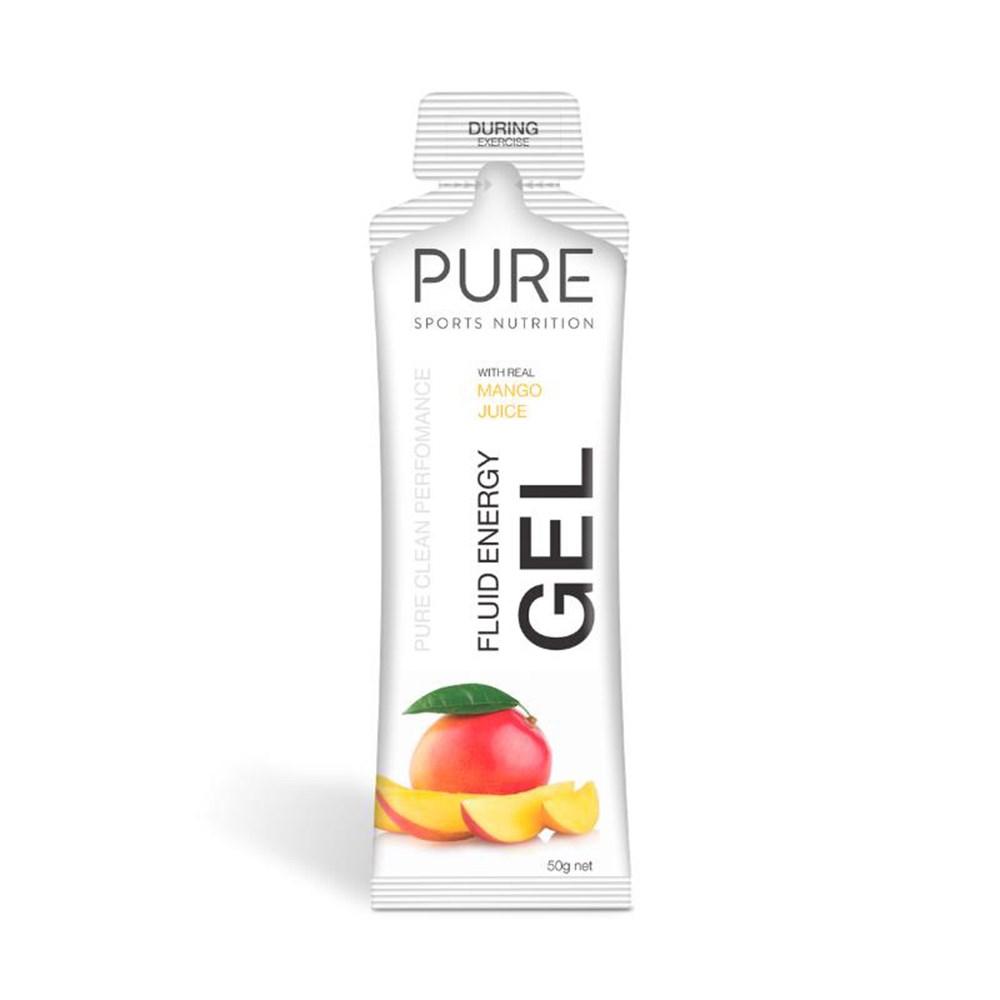 DURING
EXERCISE
PURE
SPORTS NUTRITION
WITH REAL
MANGO
JUICE
PURE CLEAN PERFOMANCE
FLUID ENERGY
GEL
50g net